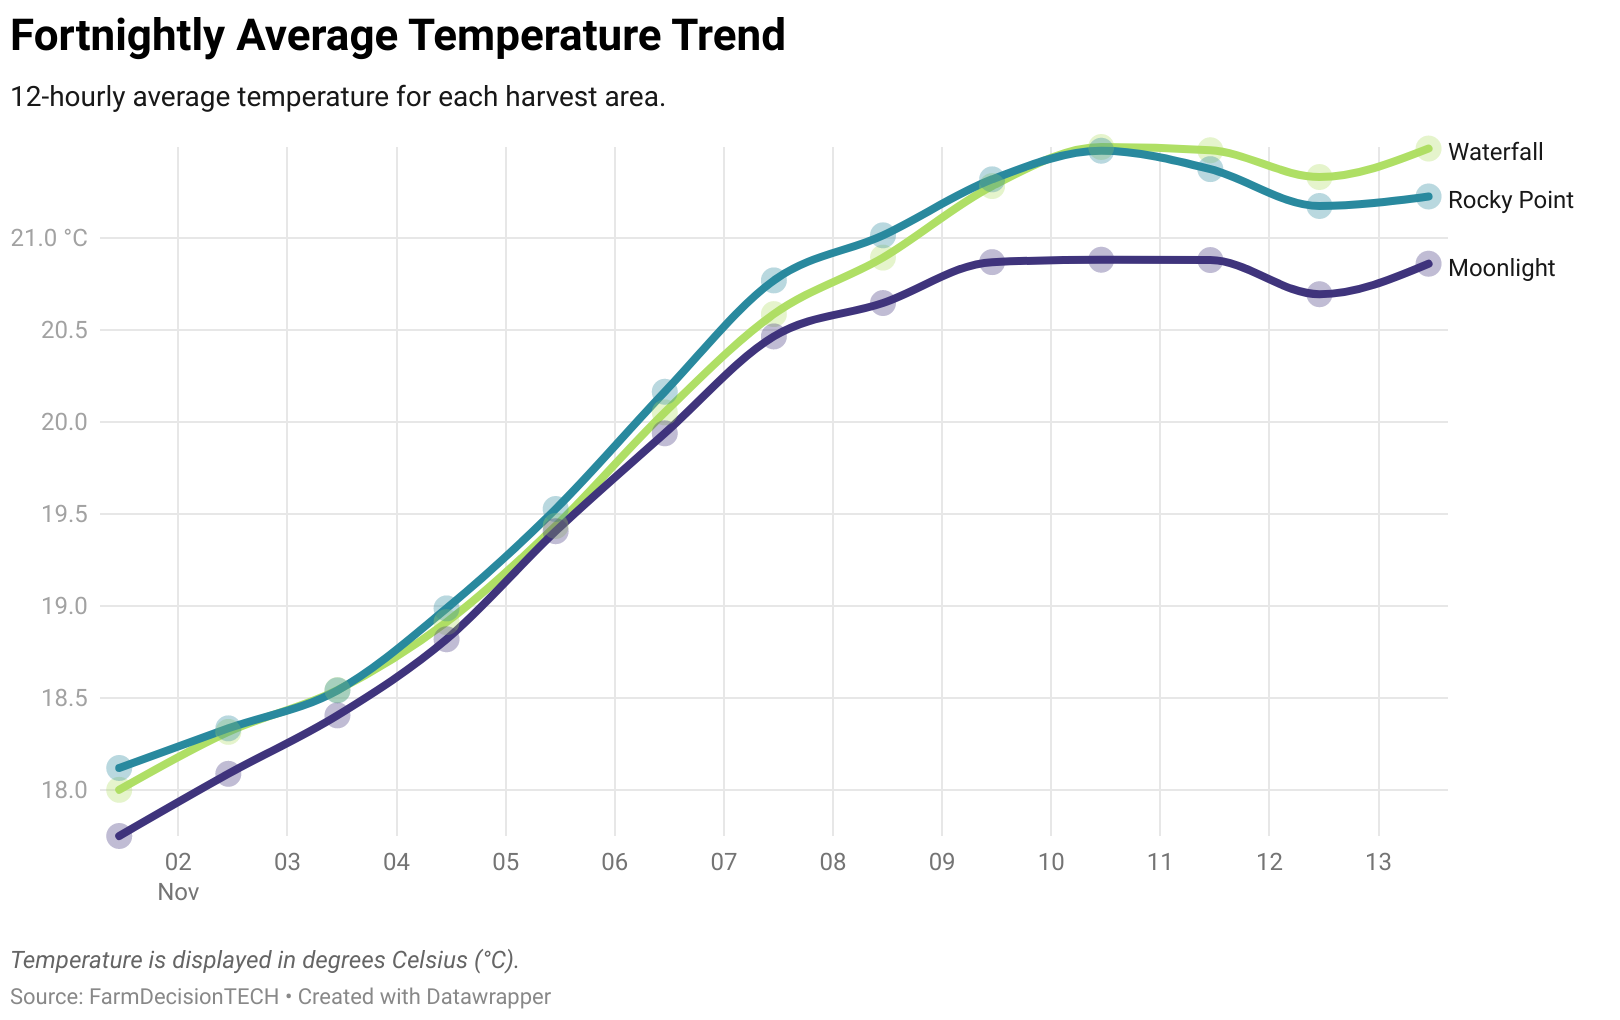 Fortnightly Average Temperature Trend
12-hourly average temperature for each harvest area.
Waterfall
Rocky Point
Moonlight
21.0 °C
20.5
20.0
19.5
19.0
18.5
18.0
02 03 04 05 06 07 08 09 10 11 12 13
Nov
Temperature is displayed in degrees Celsius (°C).
Source: FarmDecisionTECH • Created with Datawrapper